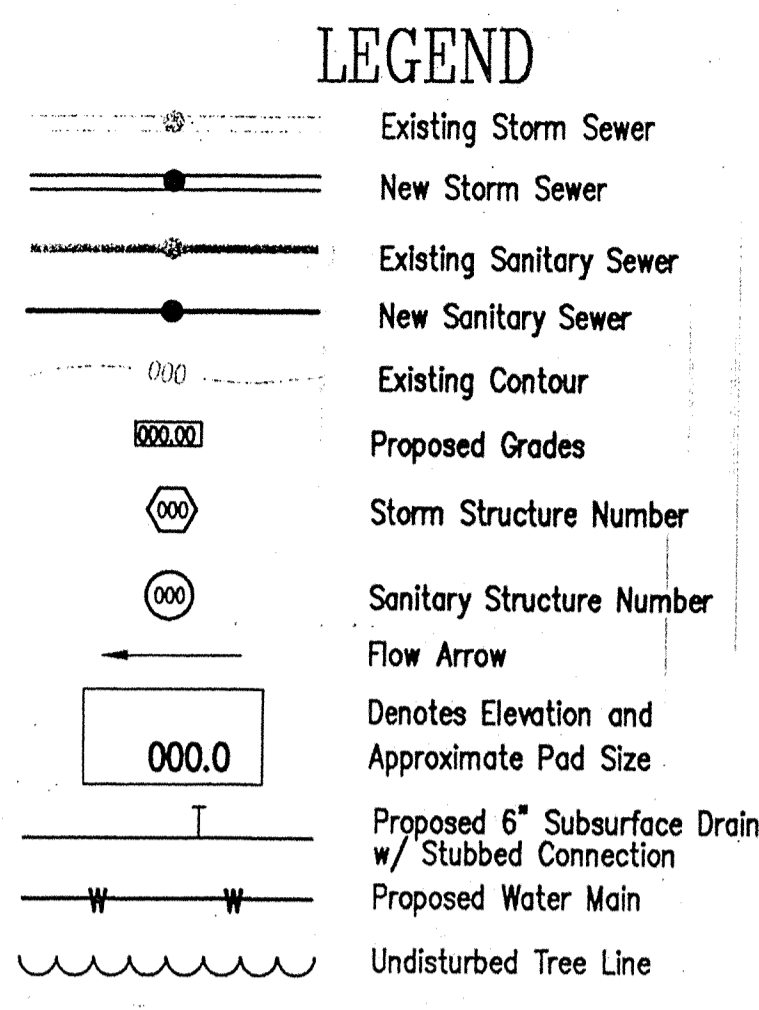 LEGEND
Existing Storm Sewer
New Storm Sewer
Existing Sanitary Sewer
New Sanitary Sewer
000 Existing Contour
000.00 Proposed Grades
000 Storm Structure Number
000 Sanitary Structure Number
Flow Arrow
Denotes Elevation and
000.0 Approximate Pad Size
Proposed 6" Subsurface Drain
w/ Stubbed Connection
W W Proposed Water Main
Undisturbed Tree Line